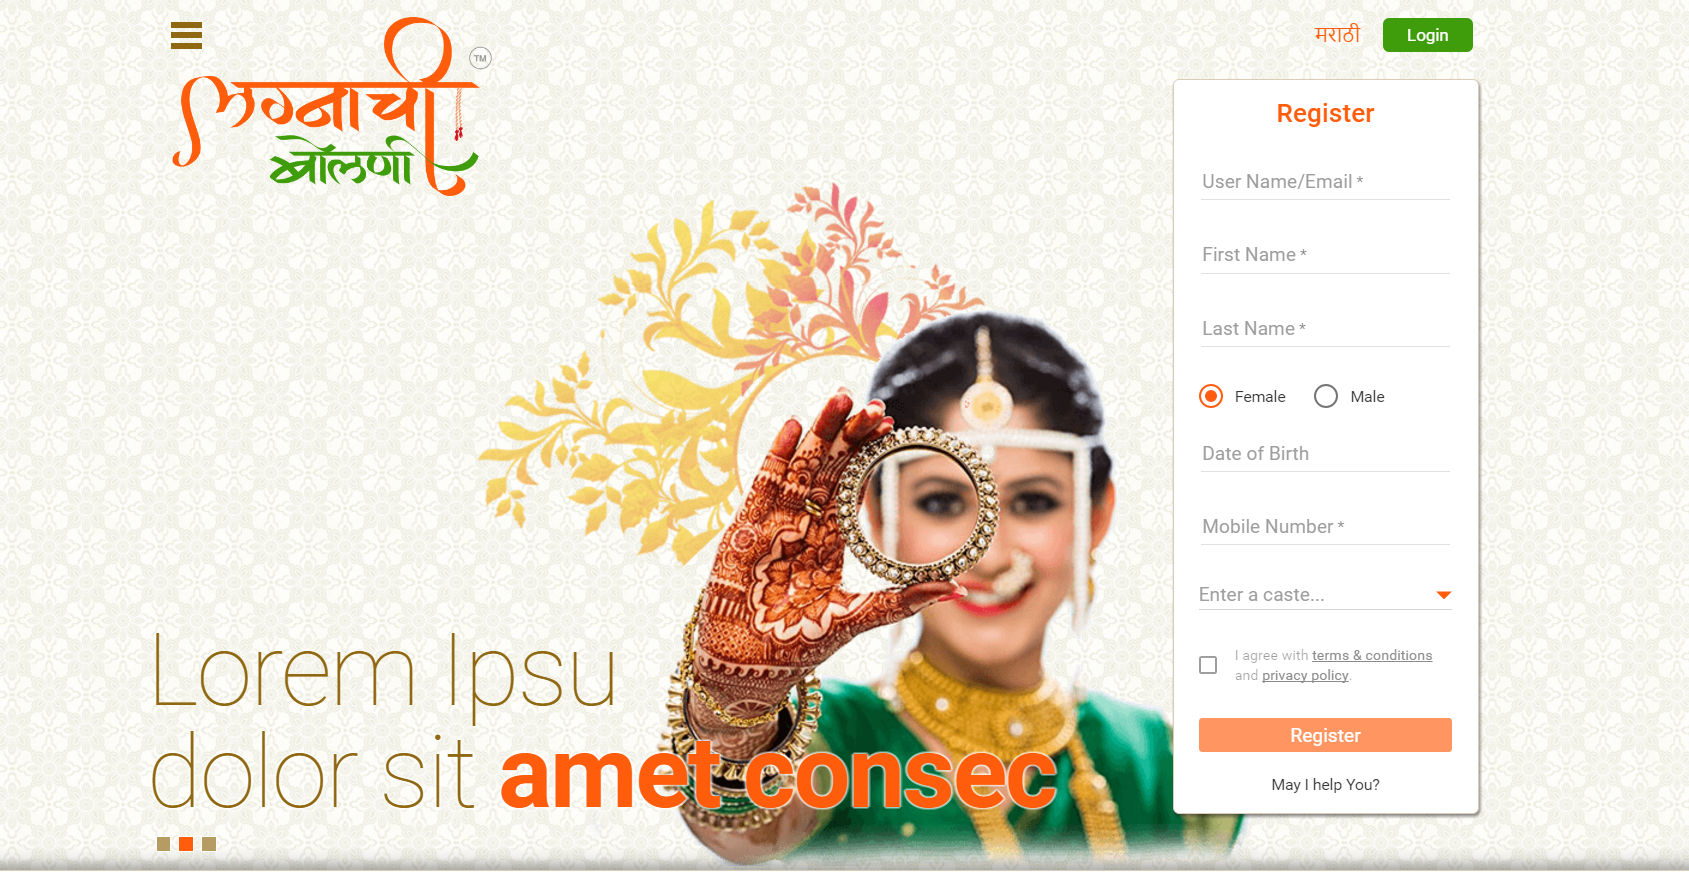 लग्नाची
बोलणी
TM
मराठी
Login
Register
User Name/Email *
First Name *
Last Name *
Female
Male
Date of Birth
Mobile Number *
Enter a caste...
I agree with terms & conditions
and privacy policy.
Register
May I help You?
Lorem Ipsu
dolor sit amet consec